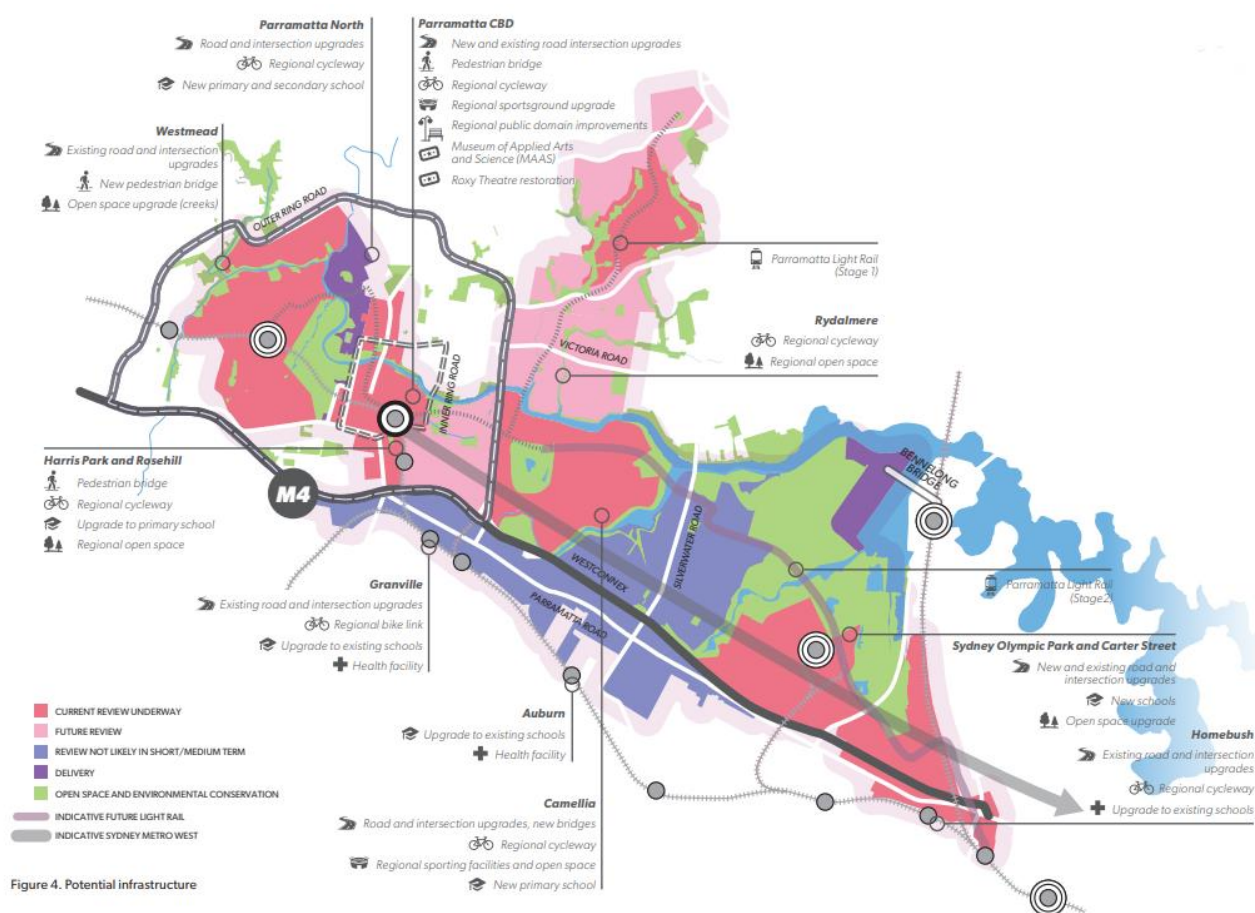 Parramatta North
Road and intersection upgrades
Regional cycleway
New primary and secondary school
Parramatta CBD
New and existing road intersection upgrades
Pedestrian bridge
Regional cycleway
Regional sportsground upgrade
Regional public domain improvements
Museum of Applied Arts
and Science (MAAS)
Roxy Theatre restoration
Westmead
Existing road and intersection
upgrades
New pedestrian bridge
Open space upgrade (creeks)
OUTER RING ROAD
Parramatta Light Rail
(Stage 1)
Rydalmere
Regional cycleway
Regional open space
VICTORIA ROAD
INNER RING ROAD
Harris Park and Rosehill
Pedestrian bridge
Regional cycleway
Upgrade to primary school
Regional open space
M4
BENNELONG
BRIDGE
SILVERWATER ROAD
WESTCONNEX
PARRAMATTA ROAD
Granville
Existing road and intersection upgrades
Regional bike link
Upgrade to existing schools
Health facility
Parramatta Light Rail
(Stage2)
Sydney Olympic Park and Carter Street
New and existing road and
intersection upgrades
New schools
Open space upgrade
Homebush
Existing road and intersection
upgrades
Regional cycleway
Upgrade to existing schools
Auburn
Upgrade to existing schools
Health facility
Camellia
Road and intersection upgrades, new bridges
Regional cycleway
Regional sporting facilities and open space
New primary school
CURRENT REVIEW UNDERWAY
FUTURE REVIEW
REVIEW NOT LIKELY IN SHORT/MEDIUM TERM
DELIVERY
OPEN SPACE AND ENVIRONMENTAL CONSERVATION
INDICATIVE FUTURE LIGHT RAIL
INDICATIVE SYDNEY METRO WEST
Figure 4. Potential infrastructure